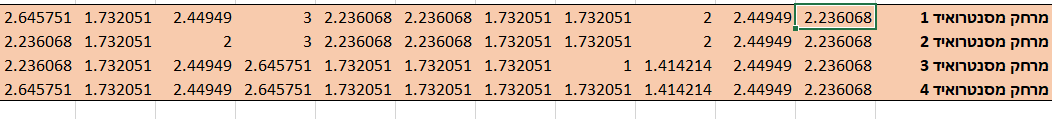 מרחק מסנטרואיד 1 2.236068 2.44949 2 1.732051 1.732051 2.236068 2.236068 3 2.44949 1.732051 2.645751
מרחק מסנטרואיד 2 2.236068 2.44949 2 1.732051 1.732051 2.236068 2.236068 3 2 1.732051 2.236068
מרחק מסנטרואיד 3 2.236068 2.44949 1.414214 1 1.732051 1.732051 1.732051 2.645751 2.44949 1.732051 2.236068
מרחק מסנטרואיד 4 2.236068 2.44949 1.414214 1.732051 1.732051 1.732051 1.732051 2.645751 2.44949 1.732051 2.645751